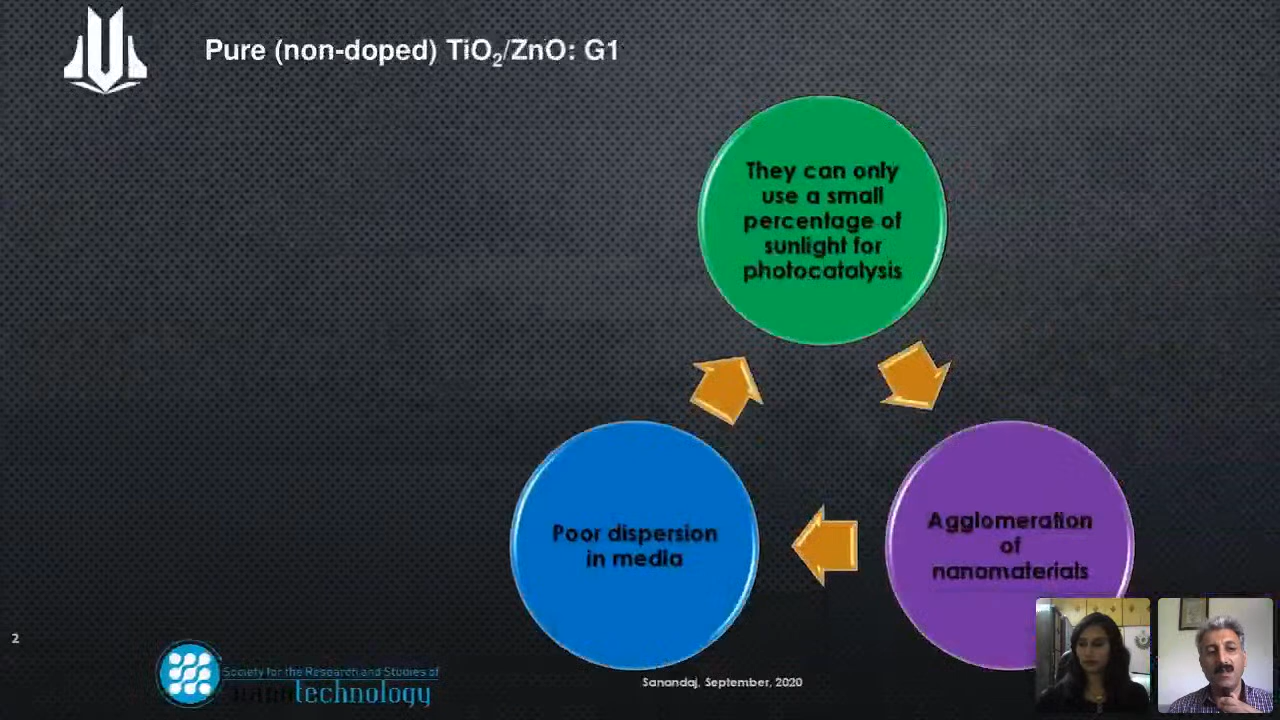 Pure (non-doped) TiO₂/ZnO: G1
They can only
use a small
percentage of
sunlight for
photocatalysis
Agglomeration
of
nanomaterials
Poor dispersion
in media
2
Society for the Research and Studies of
nanotechnology
Sanandaj, September, 2020